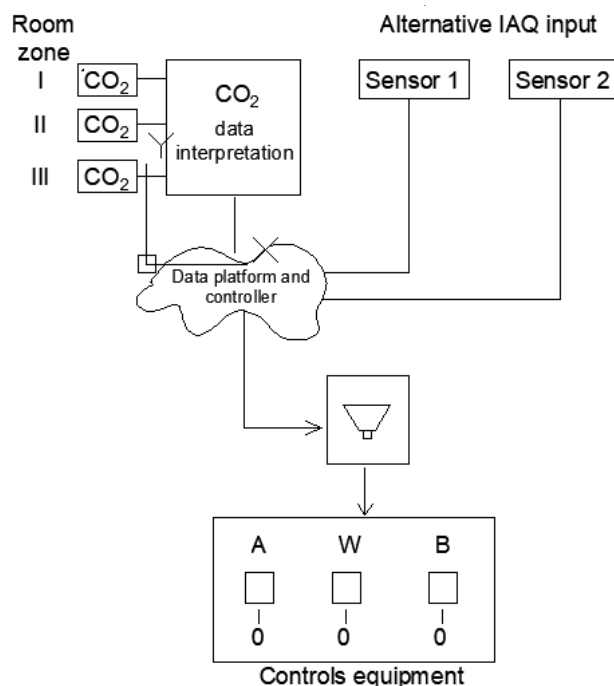 Room
zone
Alternative IAQ input
I
CO₂
II
CO₂
III
CO₂
CO₂
data
interpretation
Sensor 1
Sensor 2
Data platform and
controller
A W B
0 0 0
Controls equipment